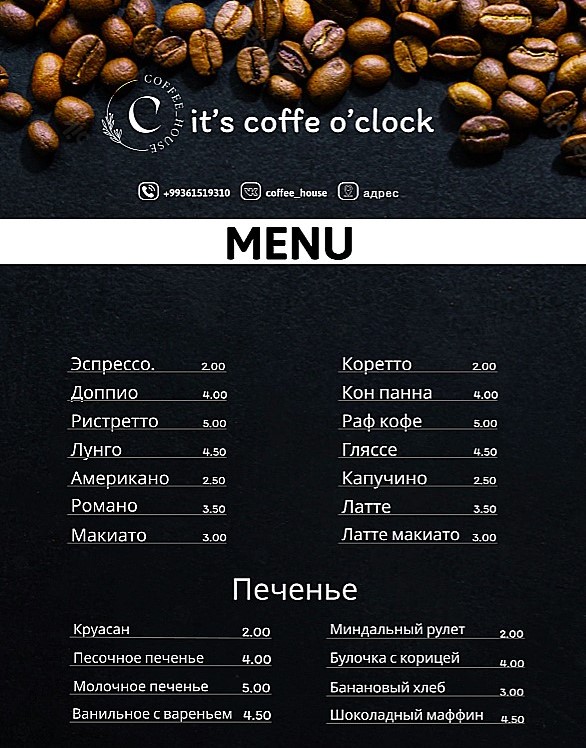 COFFEE_HOUSE
C it's coffe o'clock
+99361519310 coffee_house адрес
MENU
Эспрессо. 2.00
Доппио 4.00
Ристретто 5.00
Лунго 4.50
Американо 2.50
Романо 3.50
Макиато 3.00
Коретто 2.00
Кон панна 4.00
Раф кофе 5.00
Гляссе 4.50
Капучино 2.50
Латте 3.50
Латте макиато 3.00
Печенье
Круасан 2.00
Песочное печенье 4.00
Молочное печенье 5.00
Ванильное с вареньем 4.50
Миндальный рулет 2.00
Булочка с корицей 4.00
Банановый хлеб 3.00
Шоколадный маффин 4.50